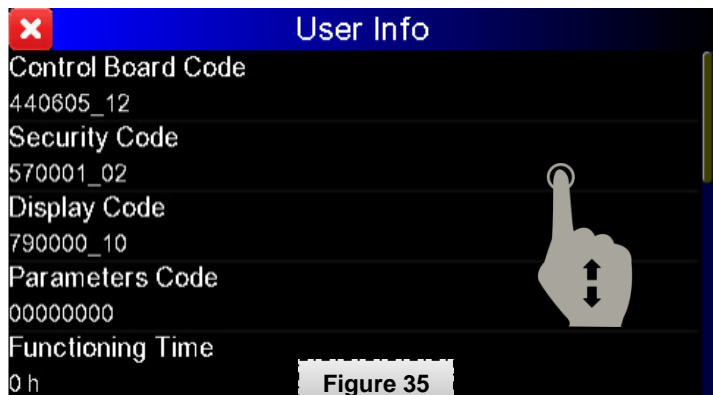 User Info
Control Board Code
440605_12
Security Code
570001_02
Display Code
790000_10
Parameters Code
00000000
Functioning Time
0 h
Figure 35